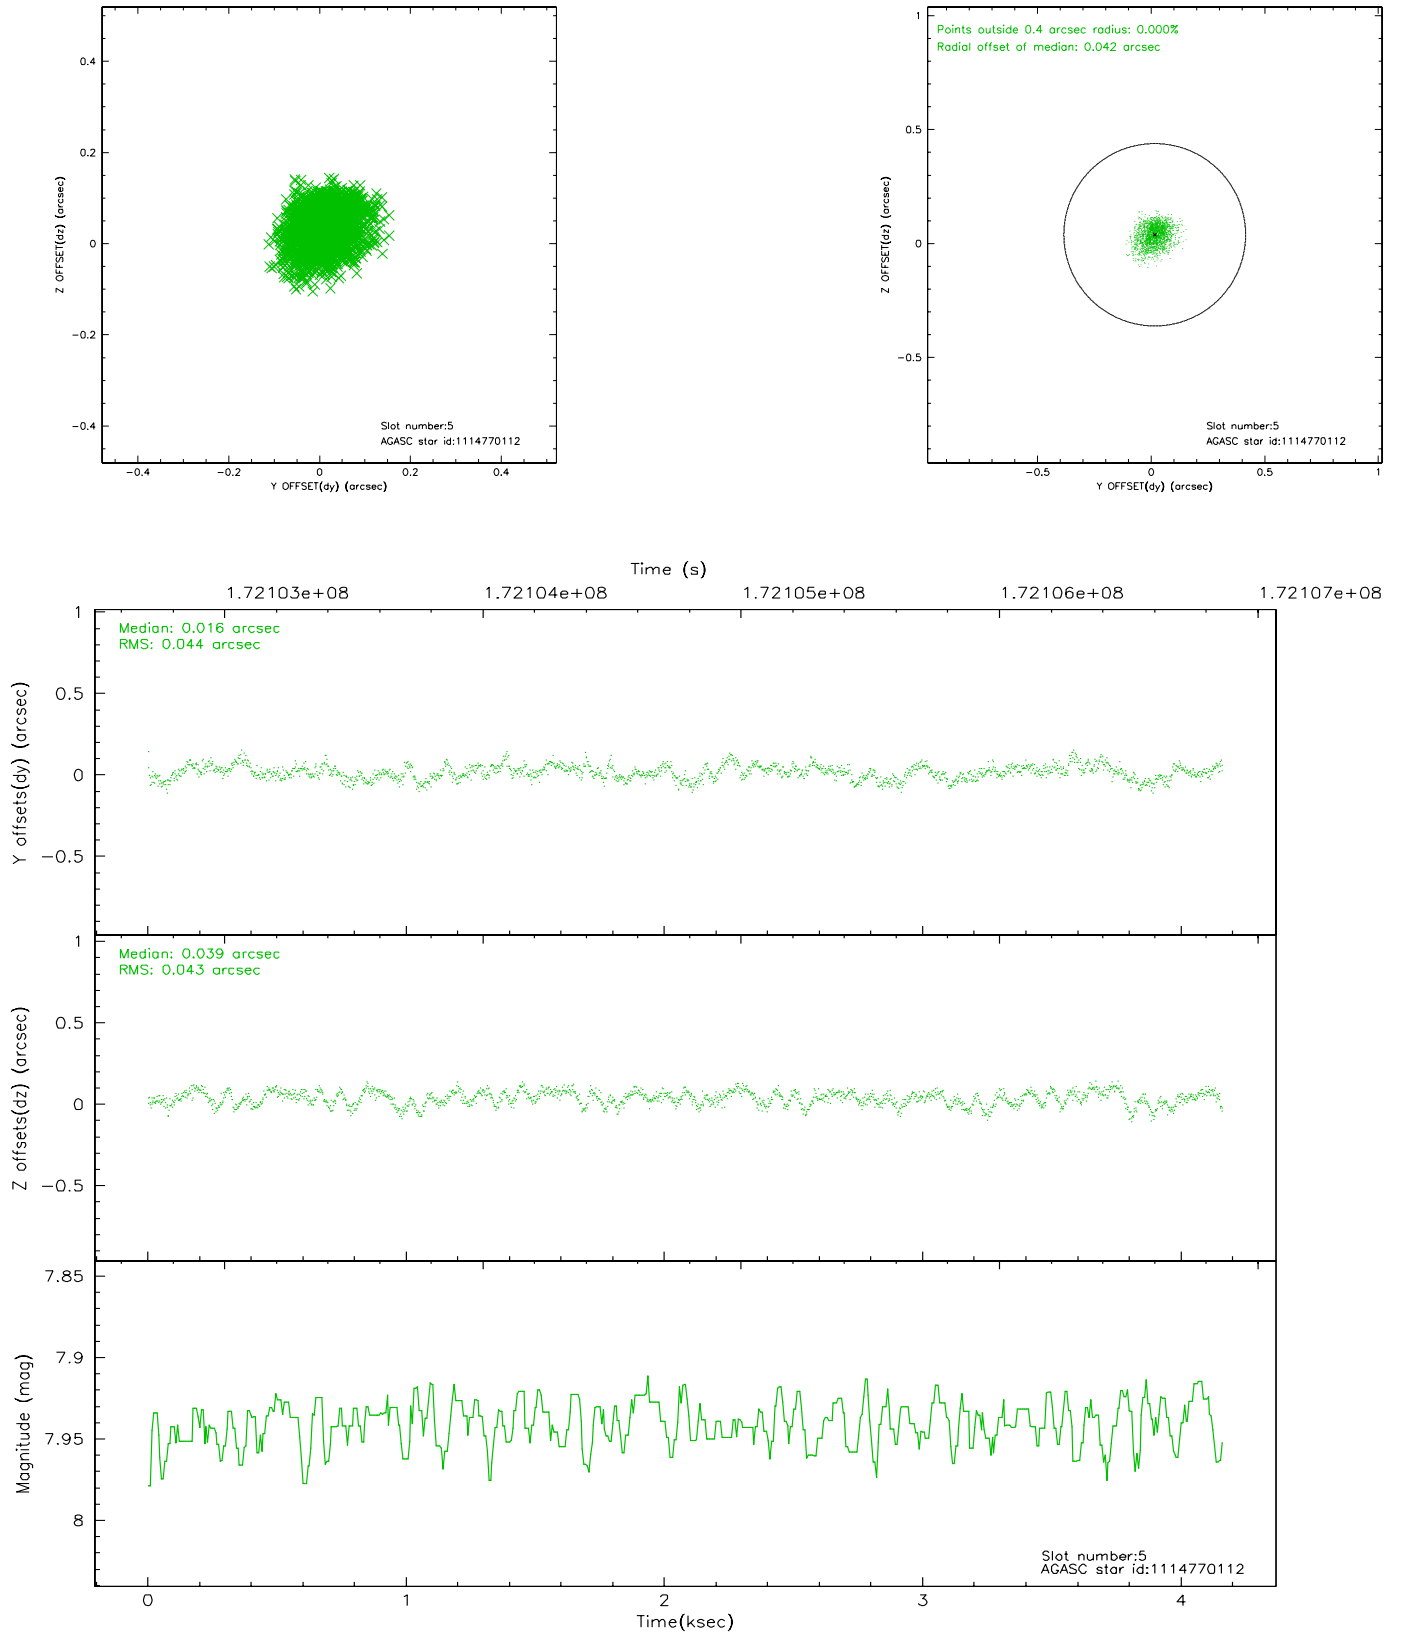 0.4
0.2
0
−0.2
−0.4
Z OFFSET(dz) (arcsec)
Slot number:5
AGASC star id:1114770112
−0.4
−0.2
0
0.2
0.4
Y OFFSET(dy) (arcsec)
Points outside 0.4 arcsec radius: 0.000%
Radial offset of median: 0.042 arcsec
1
0.5
0
−0.5
Z OFFSET(dz) (arcsec)
Slot number:5
AGASC star id:1114770112
−0.5
0
0.5
1
Y OFFSET(dy) (arcsec)
Time (s)
1.72103e+08
1.72104e+08
1.72105e+08
1.72106e+08
1.72107e+08
Median: 0.016 arcsec
RMS: 0.044 arcsec
1
0.5
0
−0.5
Y offsets(dy) (arcsec)
Median: 0.039 arcsec
RMS: 0.043 arcsec
1
0.5
0
−0.5
Z offsets(dz) (arcsec)
7.85
7.9
7.95
8
Magnitude (mag)
Slot number:5
AGASC star id:1114770112
0
1
2
3
4
Time(ksec)